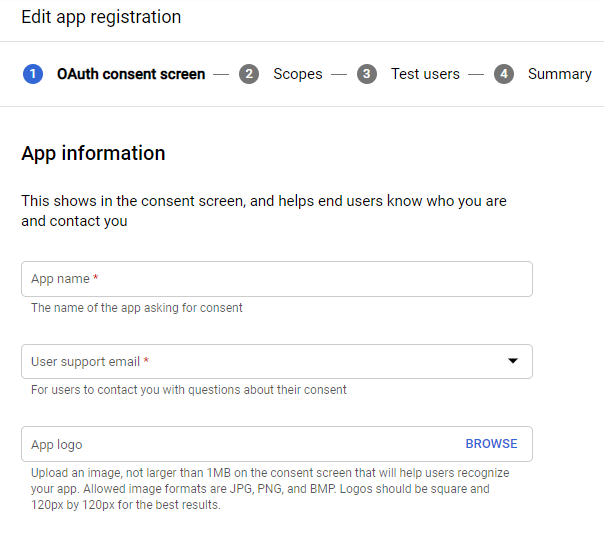 Edit app registration
1 OAuth consent screen — 2 Scopes — 3 Test users — 4 Summary
App information
This shows in the consent screen, and helps end users know who you are
and contact you
App name *
The name of the app asking for consent
User support email *
For users to contact you with questions about their consent
App logo BROWSE
Upload an image, not larger than 1MB on the consent screen that will help users recognize
your app. Allowed image formats are JPG, PNG, and BMP. Logos should be square and
120px by 120px for the best results.